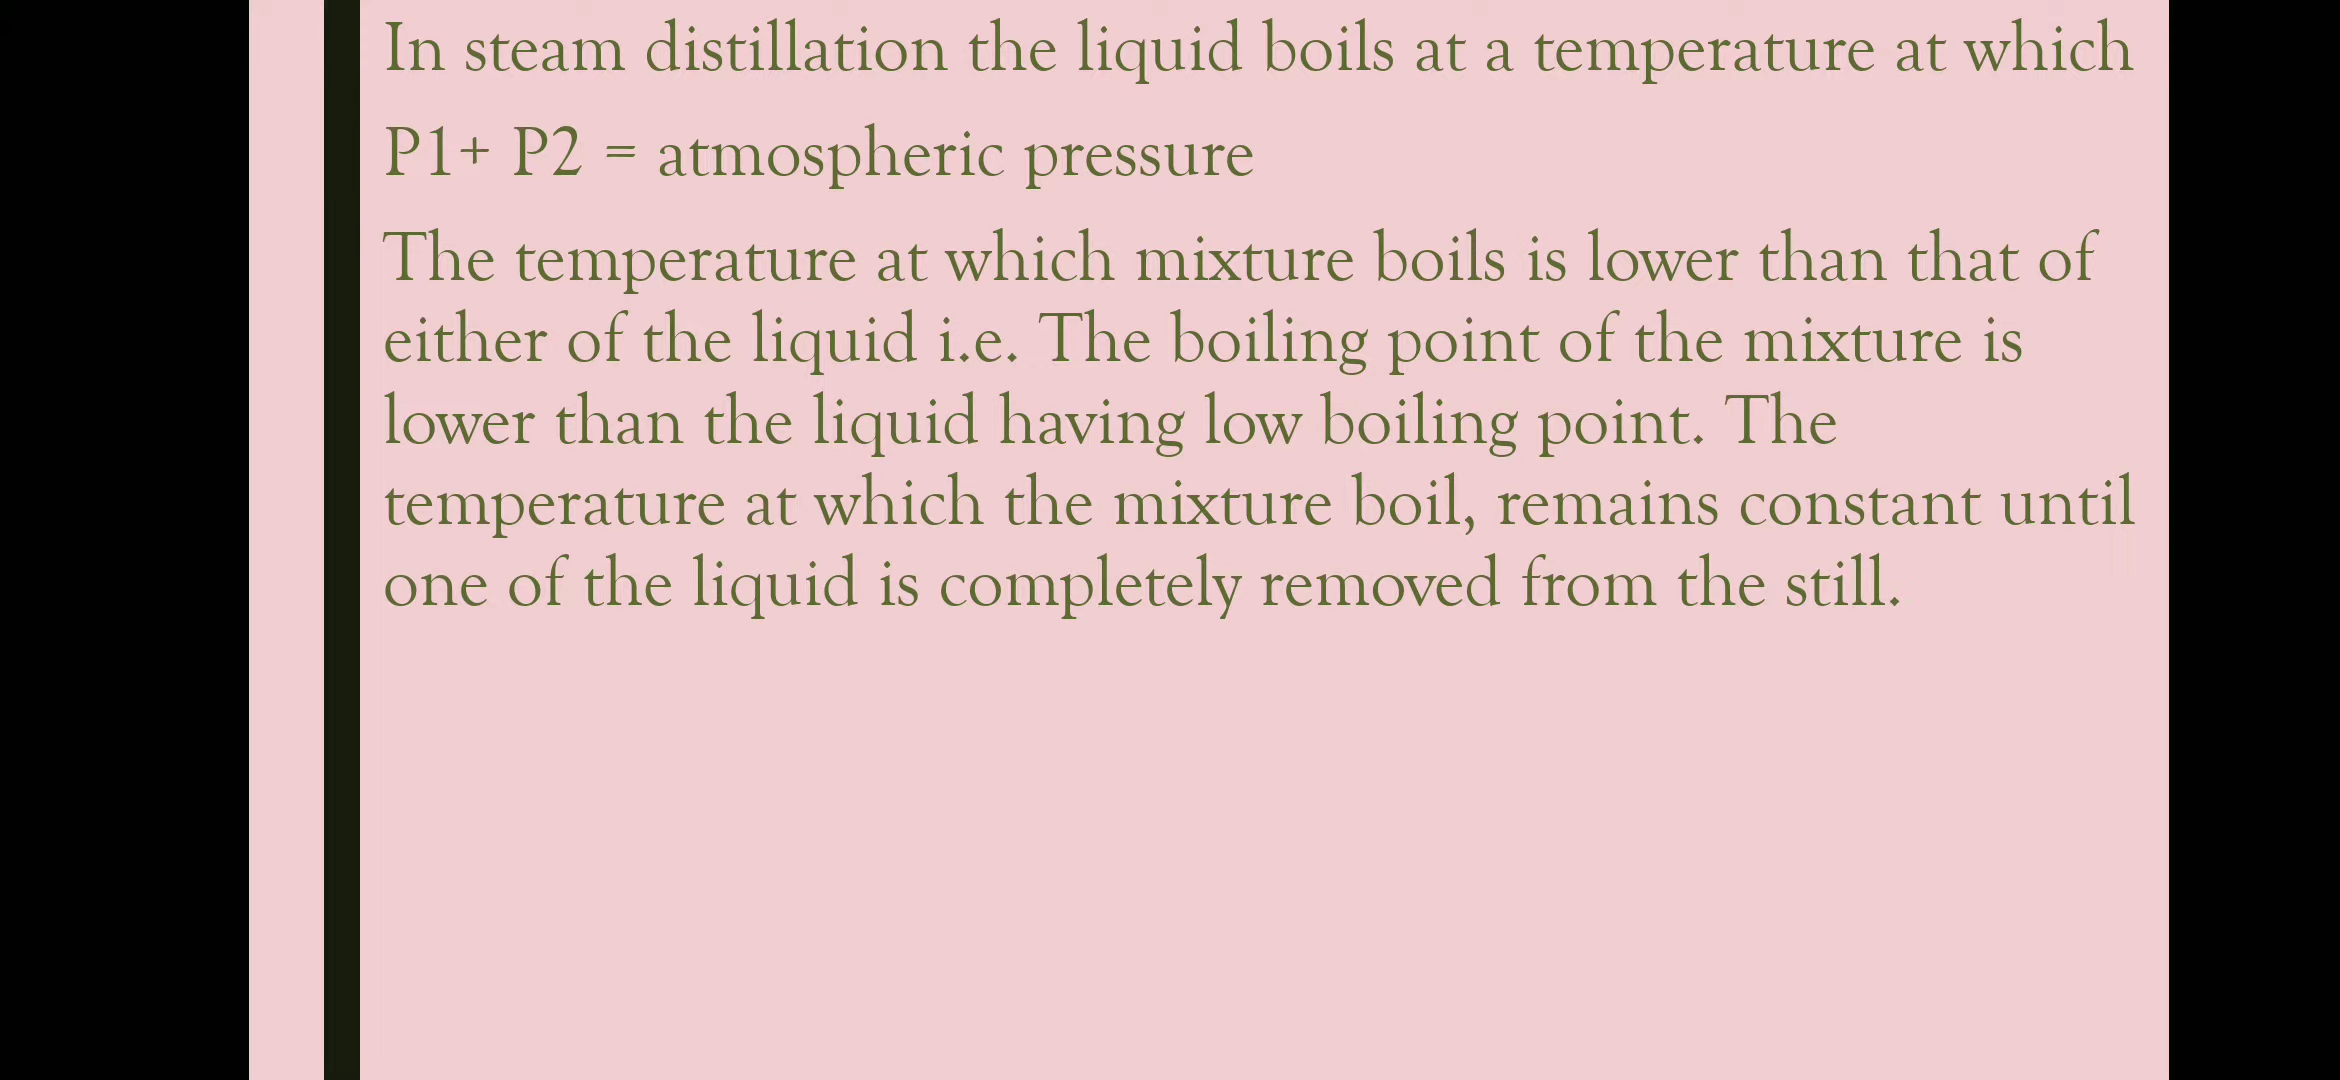 In steam distillation the liquid boils at a temperature at which
P1+ P2 = atmospheric pressure
The temperature at which mixture boils is lower than that of
either of the liquid i.e. The boiling point of the mixture is
lower than the liquid having low boiling point. The
temperature at which the mixture boil, remains constant until
one of the liquid is completely removed from the still.